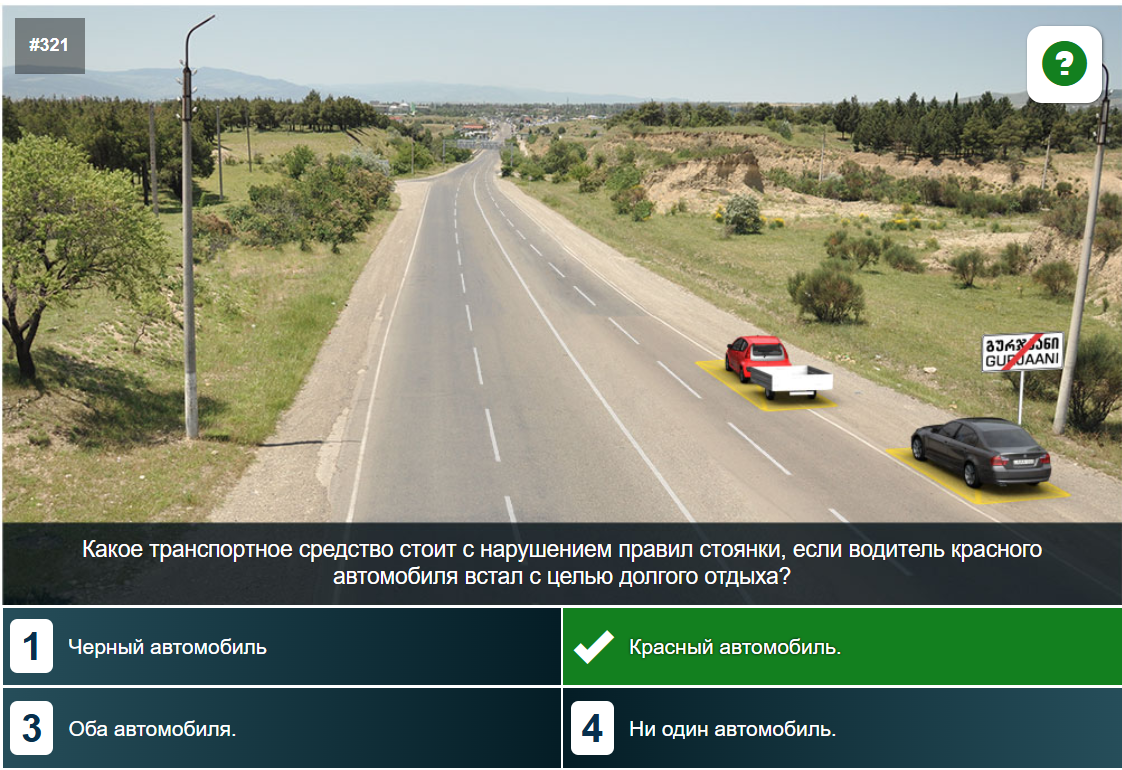 #321
?
გურჯაანი
GURJAANI
Какое транспортное средство стоит с нарушением правил стоянки, если водитель красного
автомобиля встал с целью долгого отдыха?
1 Черный автомобиль
Красный автомобиль.
3 Оба автомобиля.
4 Ни один автомобиль.